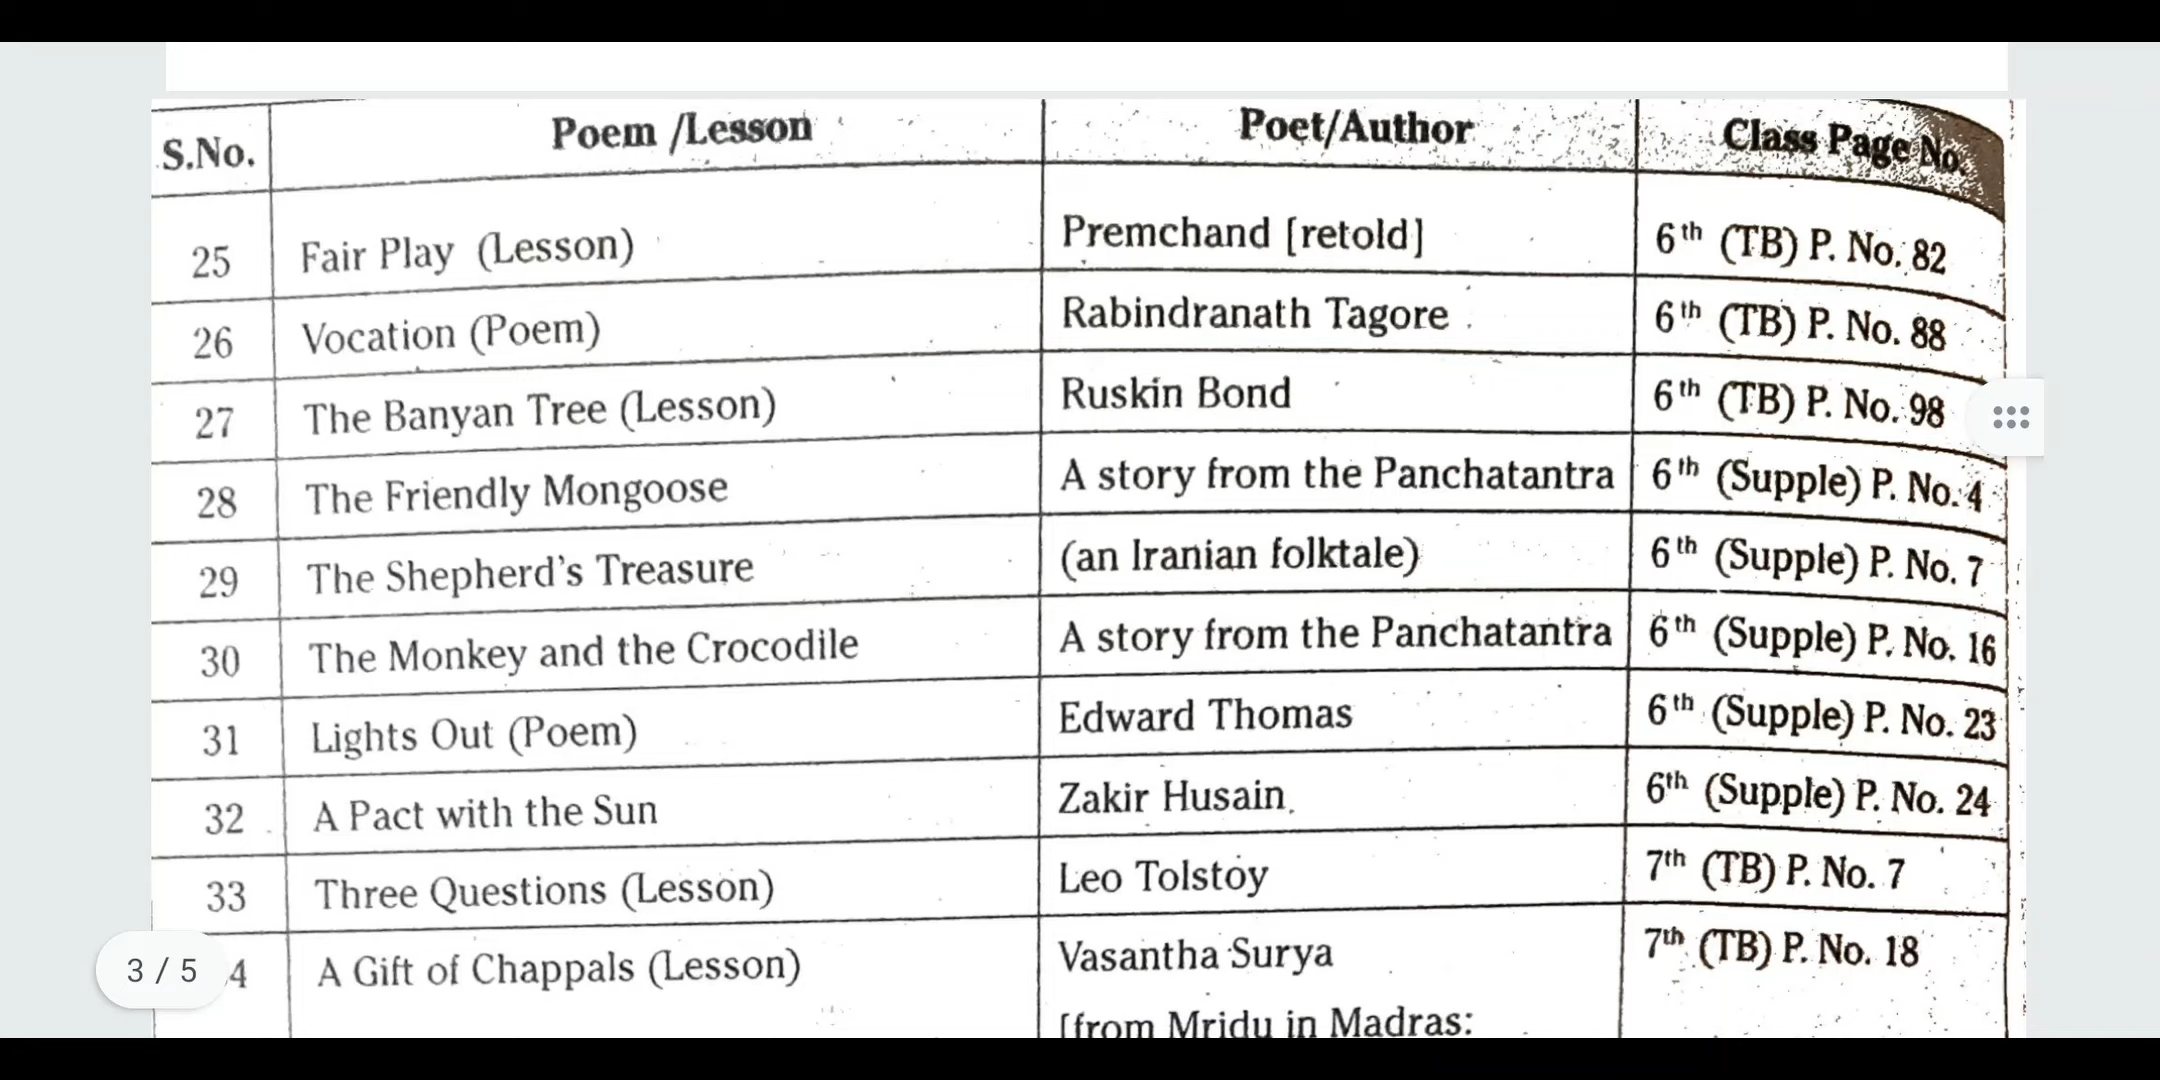 S.No. Poem /Lesson Poet/Author Class Page No.
25 Fair Play (Lesson) Premchand [retold] 6th (TB) P. No. 82
26 Vocation (Poem) Rabindranath Tagore 6th (TB) P. No. 88
27 The Banyan Tree (Lesson) Ruskin Bond 6th (TB) P. No. 98
28 The Friendly Mongoose A story from the Panchatantra 6th (Supple) P. No. 4
29 The Shepherd's Treasure (an Iranian folktale) 6th (Supple) P. No. 7
30 The Monkey and the Crocodile A story from the Panchatantra 6th (Supple) P. No. 16
31 Lights Out (Poem) Edward Thomas 6th (Supple) P. No. 23
32 A Pact with the Sun Zakir Husain 6th (Supple) P. No. 24
33 Three Questions (Lesson) Leo Tolstoy 7th (TB) P. No. 7
4 A Gift of Chappals (Lesson) Vasantha Surya 7th (TB) P. No. 18
[from Mridu in Madras:
3 / 5